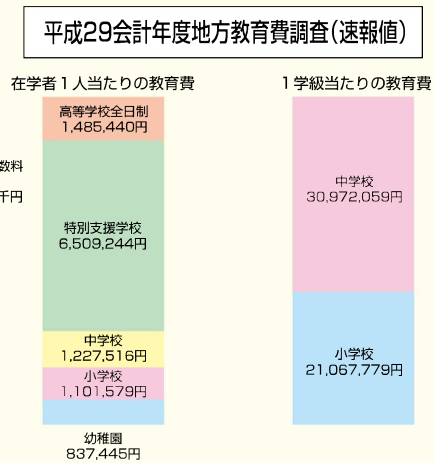 平成29会計年度地方教育費調査(速報値)
在学者1人当たりの教育費
高等学校全日制
1,485,440円
数料
千円
特別支援学校
6,509,244円
中学校
1,227,516円
小学校
1,101,579円
幼稚園
837,445円
1学級当たりの教育費
中学校
30,972,059円
小学校
21,067,779円